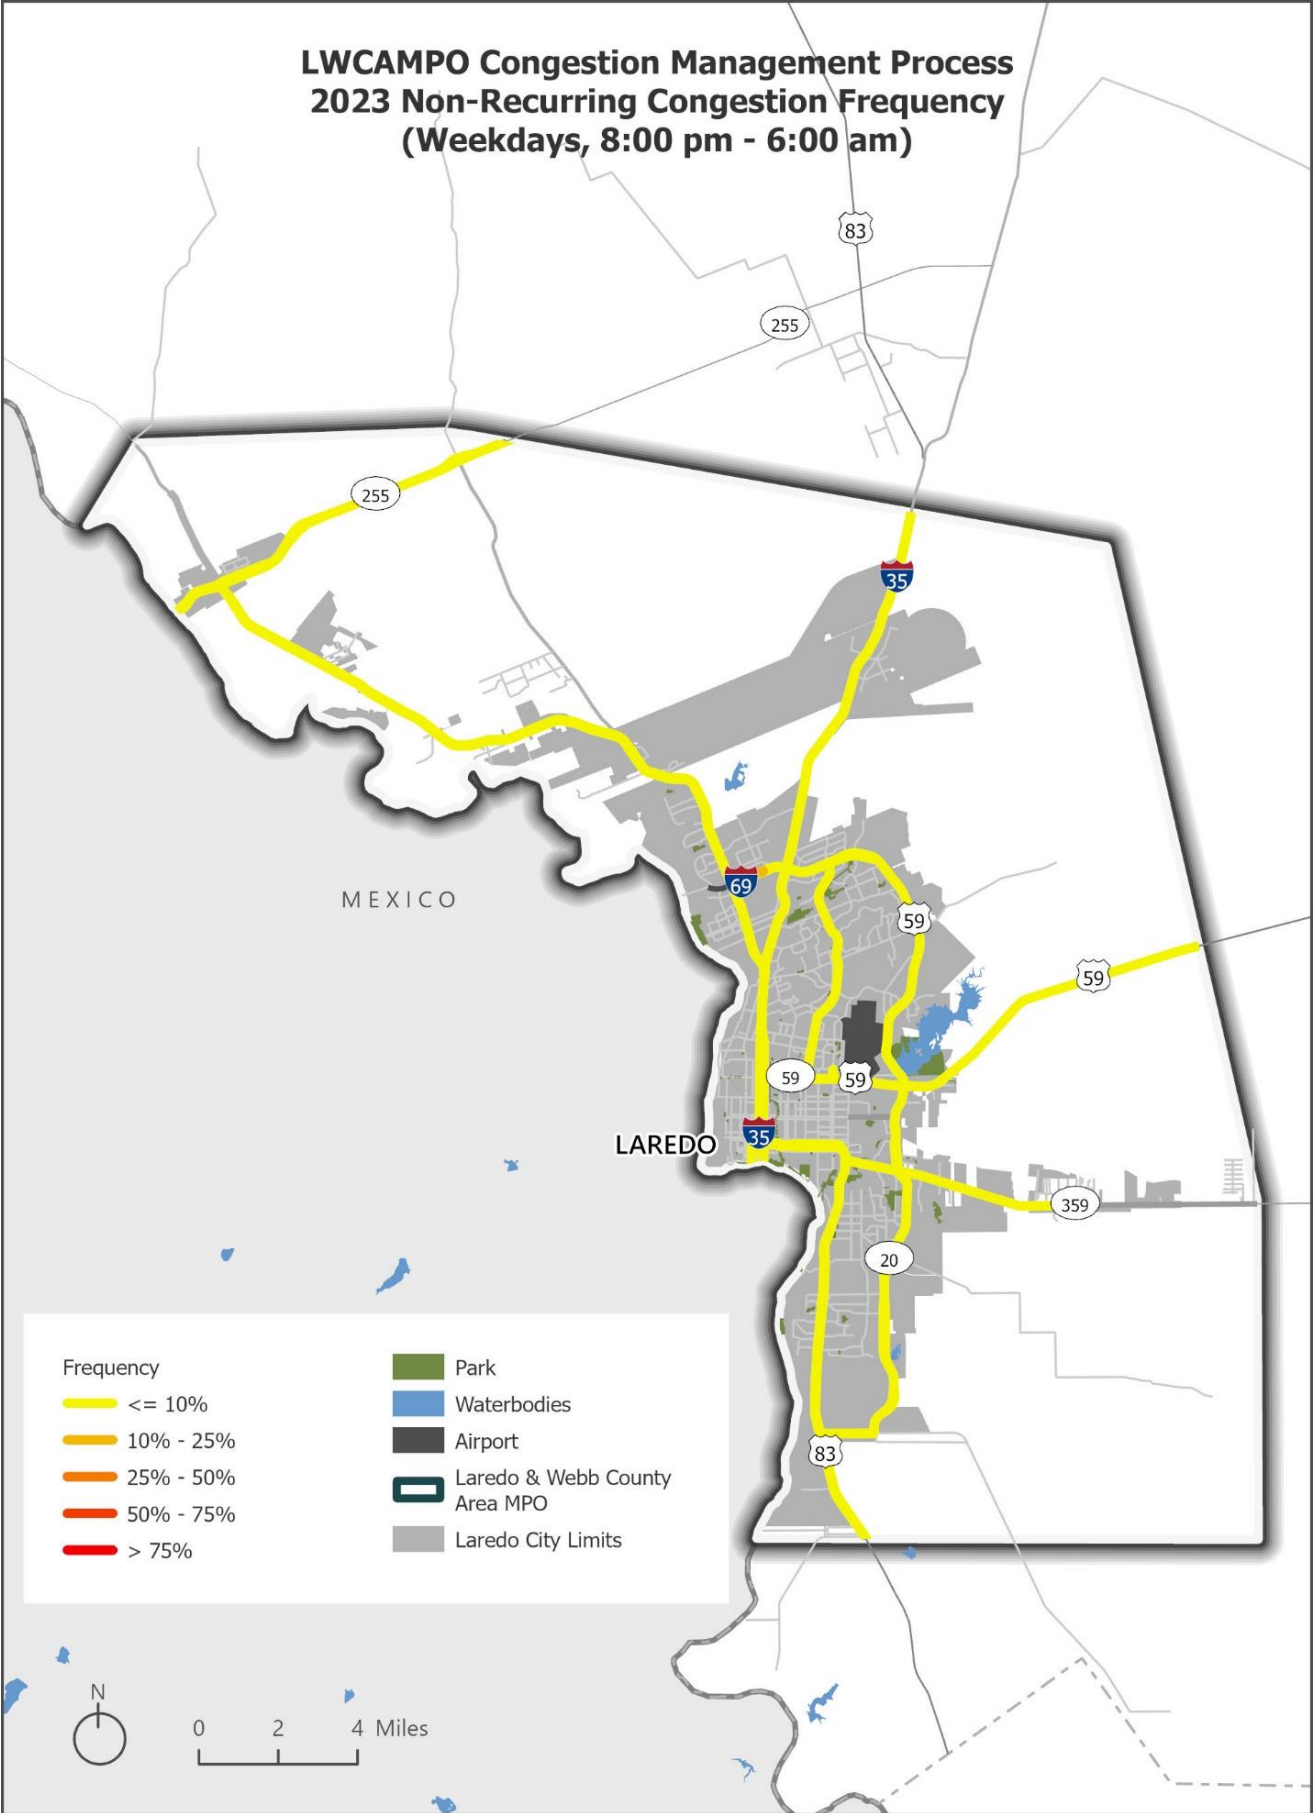 LWCAMPO Congestion Management Process
2023 Non-Recurring Congestion Frequency
(Weekdays, 8:00 pm - 6:00 am)
83
255
255
35
MEXICO
69
59
59
59
59
35
LAREDO
359
20
83
Frequency
<= 10%
10% - 25%
25% - 50%
50% - 75%
> 75%
Park
Waterbodies
Airport
Laredo & Webb County
Area MPO
Laredo City Limits
N
0 2 4 Miles